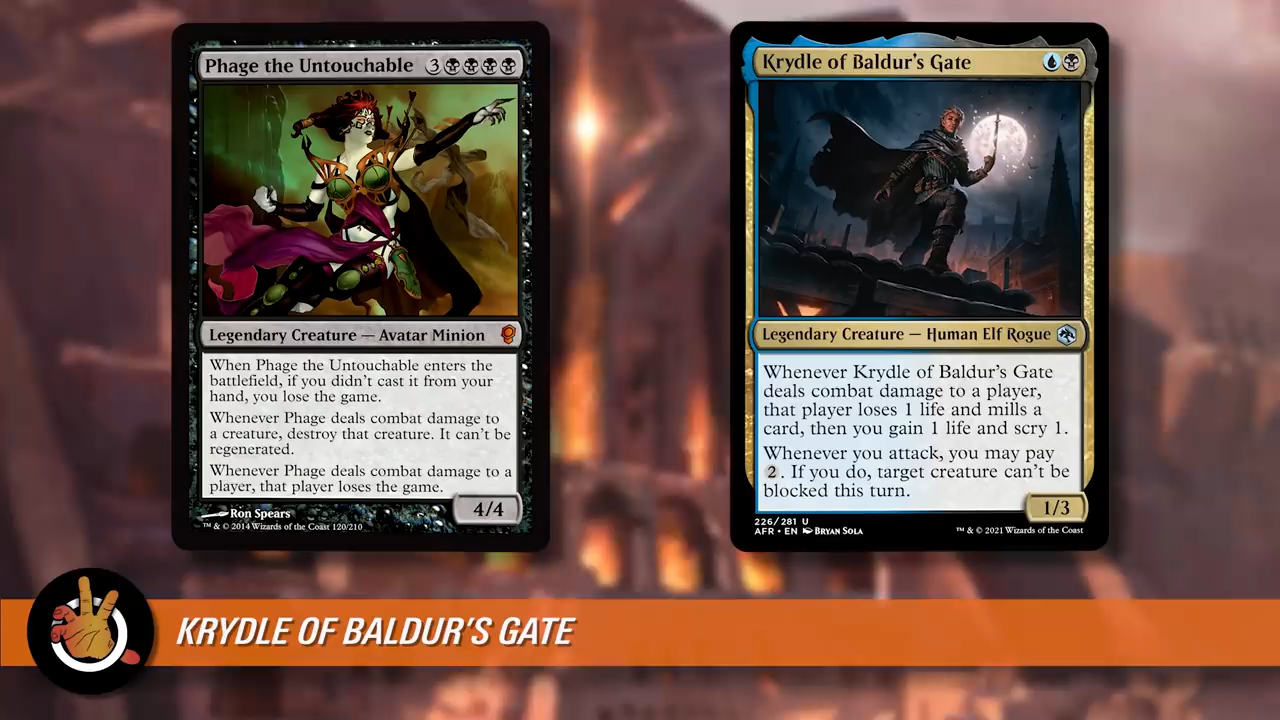 Phage the Untouchable 3
Legendary Creature — Avatar Minion
When Phage the Untouchable enters the
battlefield, if you didn't cast it from your
hand, you lose the game.
Whenever Phage deals combat damage to
a creature, destroy that creature. It can't be
regenerated.
Whenever Phage deals combat damage to a
player, that player loses the game.
4/4
Ron Spears
™ & © 2014 Wizards of the Coast 120/210
Krydle of Baldur's Gate
Legendary Creature — Human Elf Rogue
Whenever Krydle of Baldur's Gate
deals combat damage to a player,
that player loses 1 life and mills a
card, then you gain 1 life and scry 1.
Whenever you attack, you may pay
2. If you do, target creature can't be
blocked this turn.
1/3
226/281 U
AFR • EN Bryan Sola
™ & © 2021 Wizards of the Coast
KRYDLE OF BALDUR'S GATE